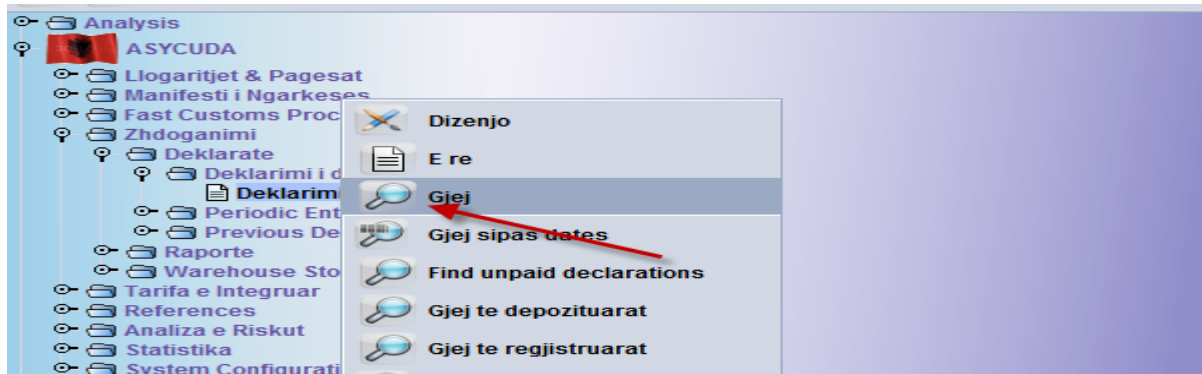 Analysis
ASYCUDA
Llogaritjet & Pagesat
Manifesti i Ngarkeses
Fast Customs Proc
Zhdoganimi
Deklarate
Deklarimi i d
Deklarimi
Periodic Ent
Previous De
Raporte
Warehouse Sto
Tarifa e Integruar
References
Analiza e Riskut
Statistika
System Configurati
Dizenjo
E re
Gjej
Gjej sipas dates
Find unpaid declarations
Gjej te depozituarat
Gjej te regjistruarat